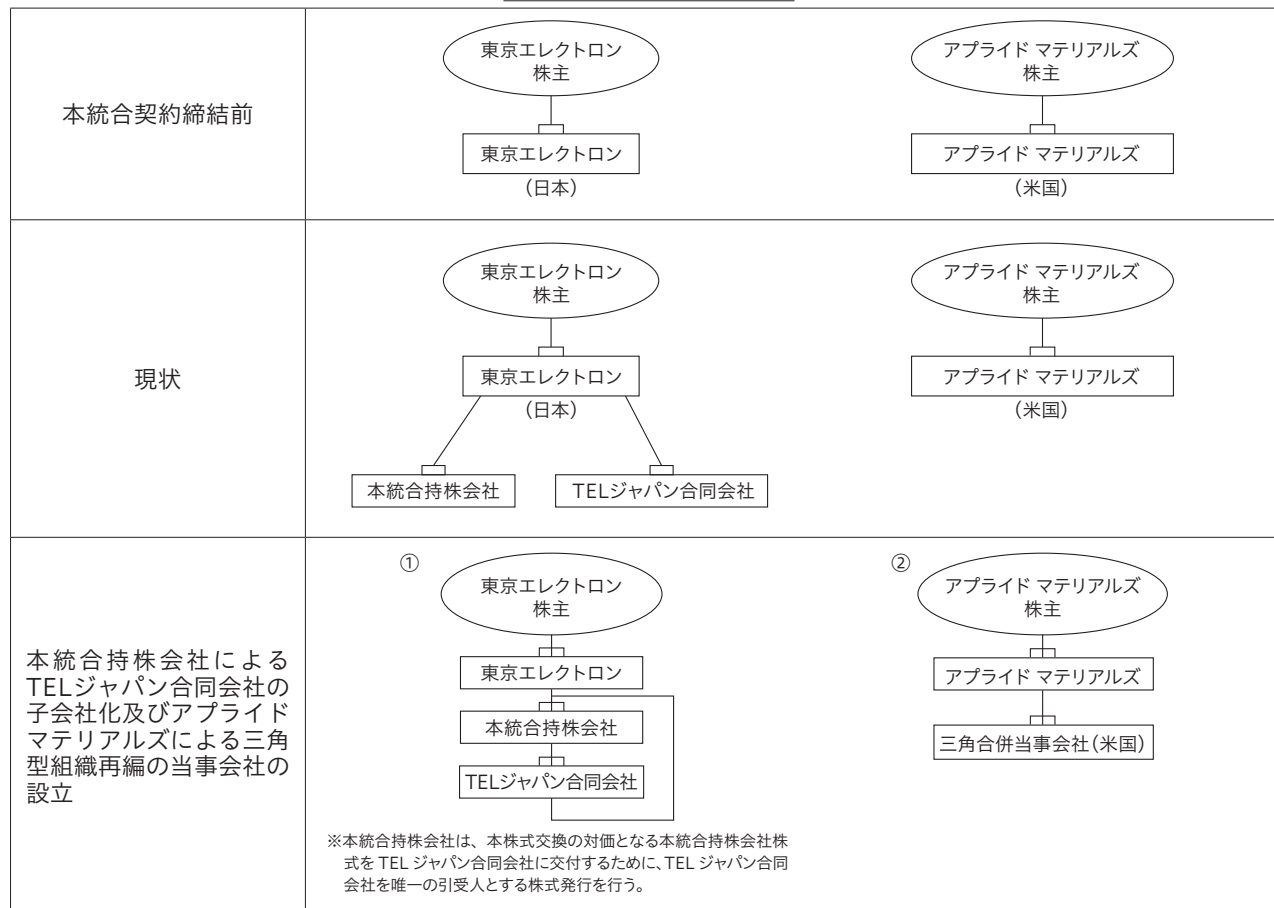 本統合契約締結前
東京エレクトロン
株主
東京エレクトロン
(日本)
アプライド マテリアルズ
株主
アプライド マテリアルズ
(米国)
現状
東京エレクトロン
株主
東京エレクトロン
(日本)
本統合持株会社
TELジャパン合同会社
アプライド マテリアルズ
株主
アプライド マテリアルズ
(米国)
本統合持株会社による
TELジャパン合同会社の
子会社化及びアプライド
マテリアルズによる三角
型組織再編の当事会社の
設立
①
東京エレクトロン
株主
東京エレクトロン
本統合持株会社
TELジャパン合同会社
※本統合持株会社は、本株式交換の対価となる本統合持株会社株
式を TEL ジャパン合同会社に交付するために、TEL ジャパン合同
会社を唯一の引受人とする株式発行を行う。
②
アプライド マテリアルズ
株主
アプライド マテリアルズ
三角合併当事会社(米国)